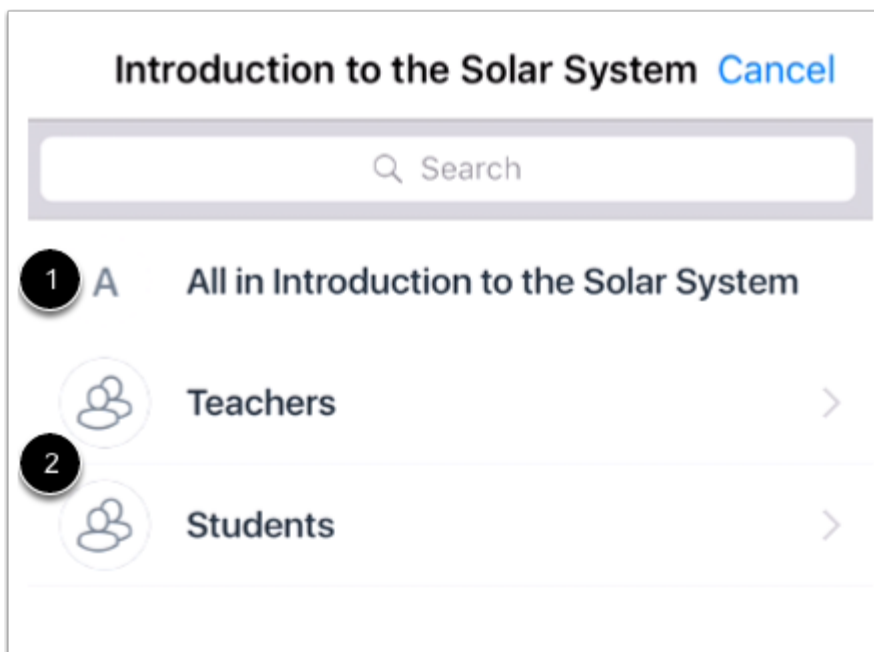 Introduction to the Solar System Cancel
Search
1 A All in Introduction to the Solar System
Teachers
2
Students